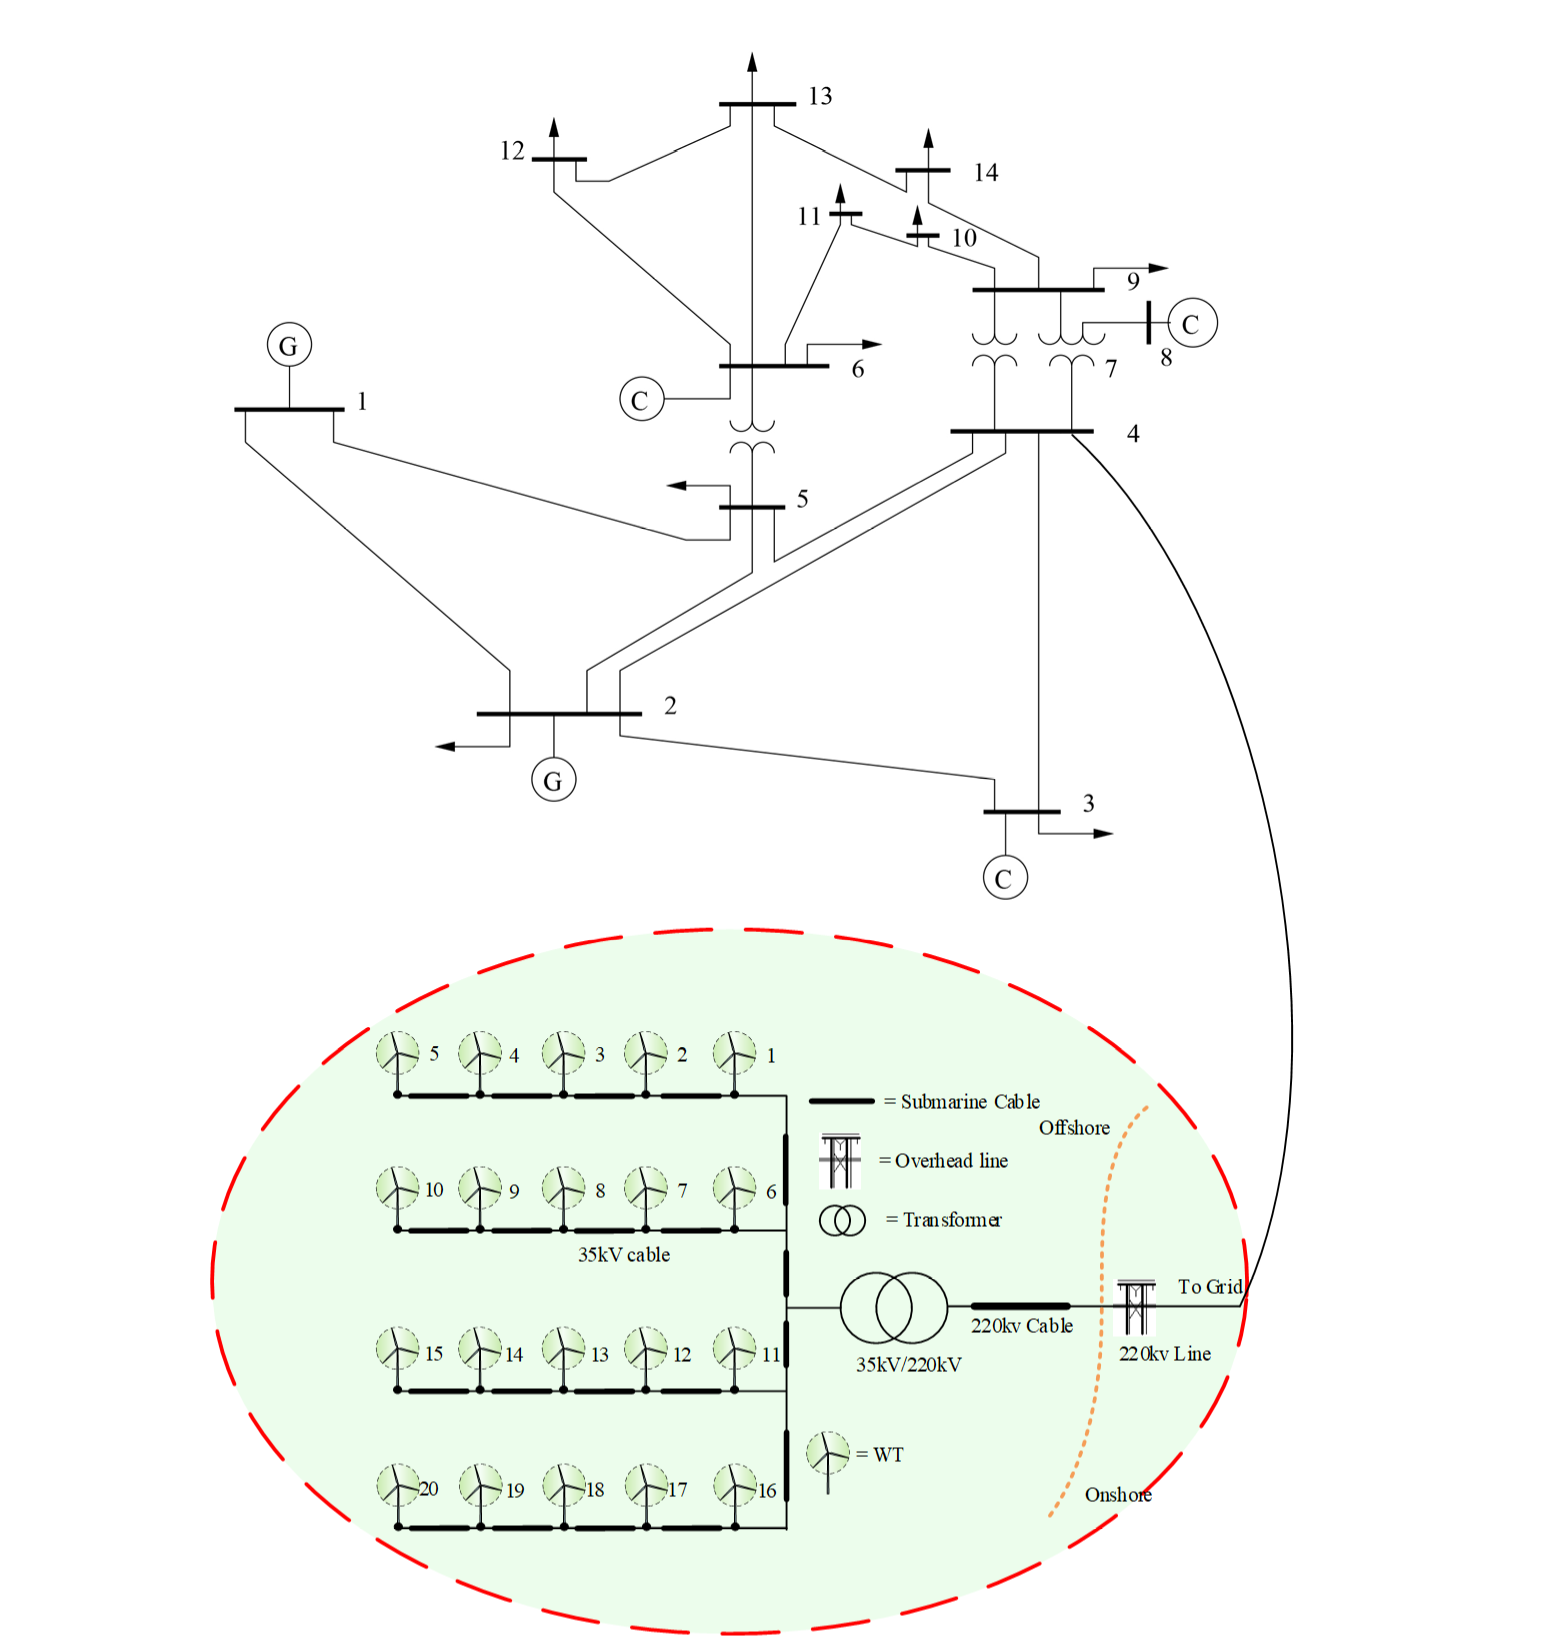 13
12
14
11
10
9
G
C
8
7
6
1
C
4
5
2
G
3
C
5 4 3 2 1
= Submarine Cable
Offshore
10 9 8 7 6
= Overhead line
= Transformer
35kV cable
To Grid
220kv Cable
15 14 13 12 11
35kV/220kV
220kv Line
= WT
20 19 18 17 16
Onshore